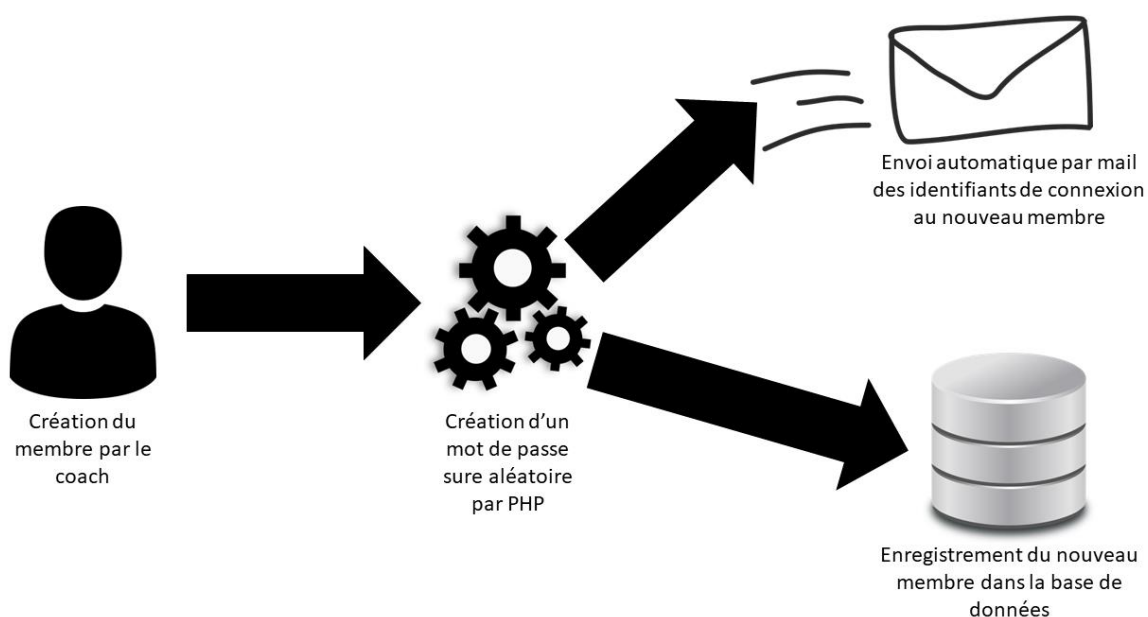 Envoi automatique par mail
des identifiants de connexion
au nouveau membre
Création du
membre par le
coach
Création d'un
mot de passe
sure aléatoire
par PHP
Enregistrement du nouveau
membre dans la base de
données